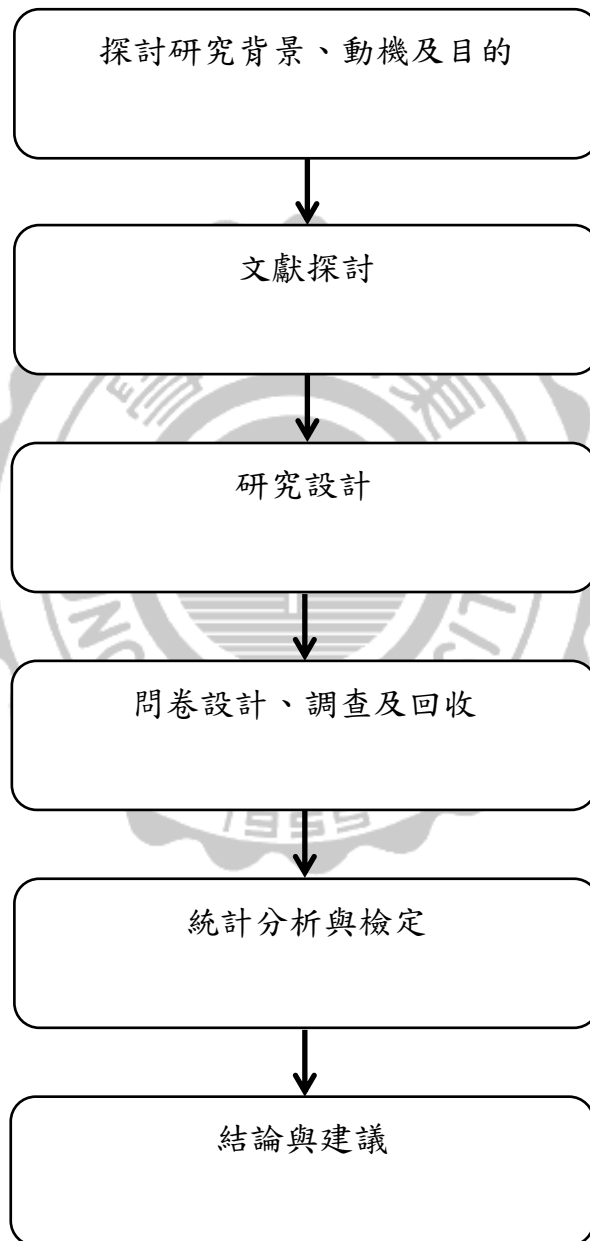 探討研究背景、動機及目的
文獻探討
研究設計
問卷設計、調查及回收
1955
統計分析與檢定
結論與建議